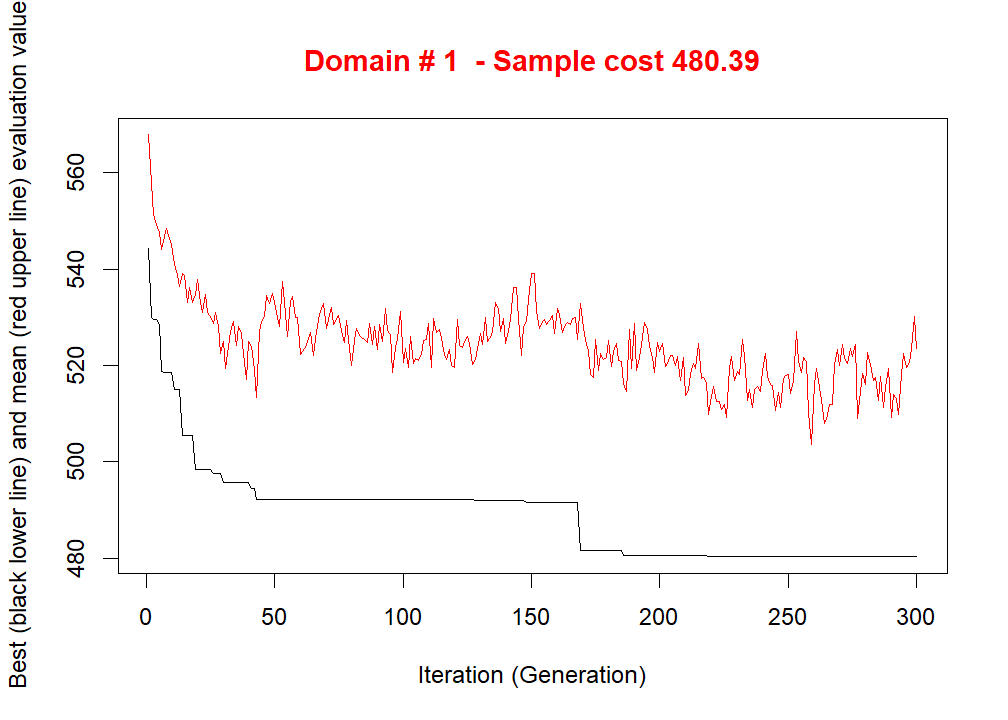 Domain # 1  - Sample cost 480.39
Best (black lower line) and mean (red upper line) evaluation value
560
540
520
500
480
0 50 100 150 200 250 300
Iteration (Generation)